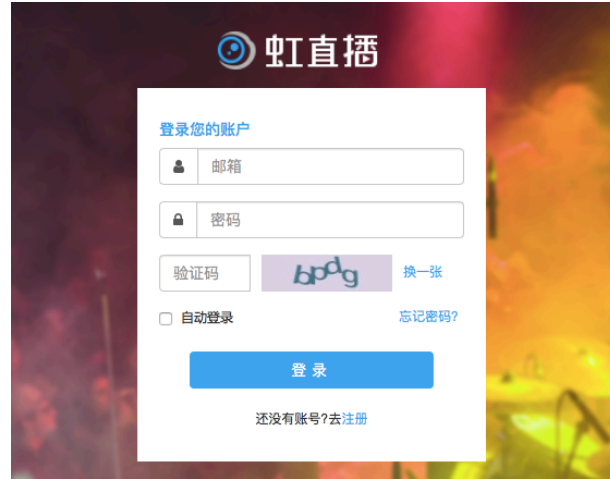 虹直播
登录您的账户
邮箱
密码
验证码 换一张
自动登录 忘记密码?
登 录
还没有账号?去注册